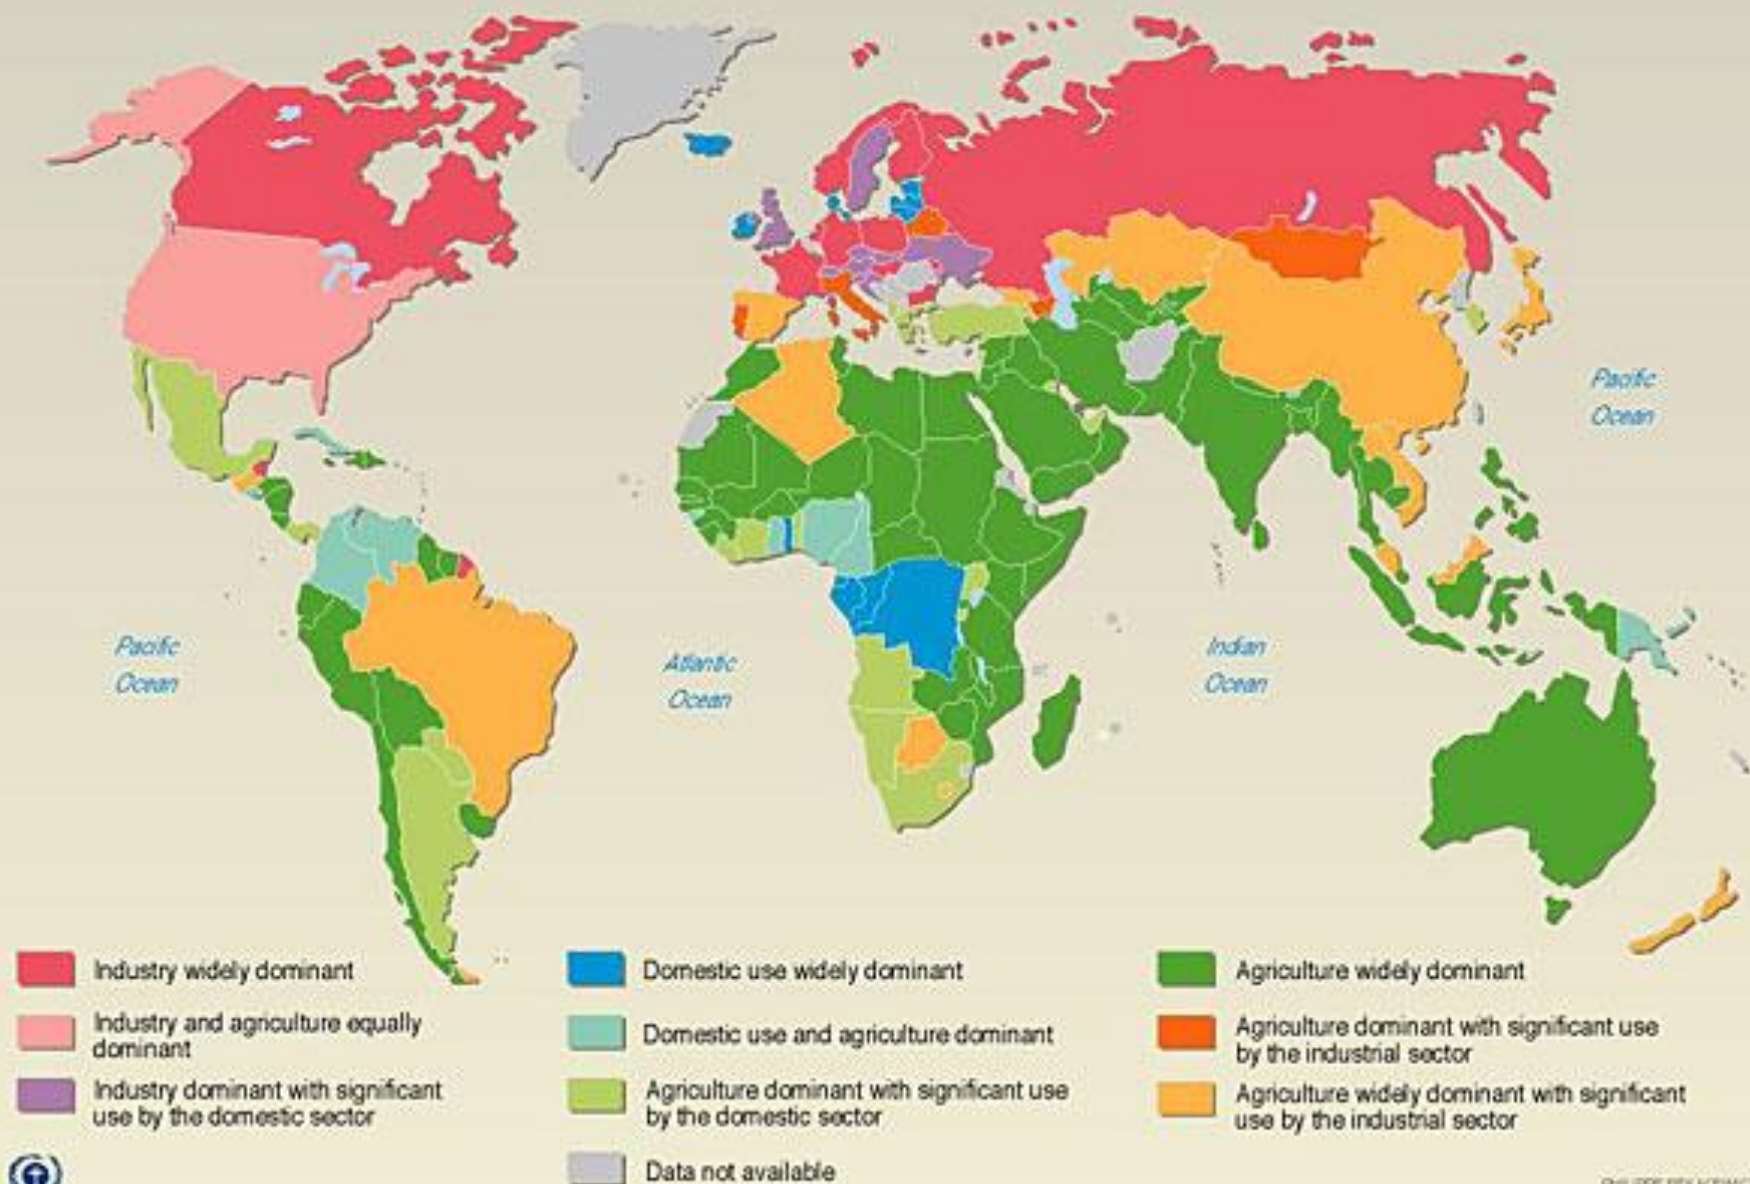 Pacific
Ocean
Pacific
Ocean
Atlantic
Ocean
Indian
Ocean
Industry widely dominant
Industry and agriculture equally
dominant
Industry dominant with significant
use by the domestic sector
Domestic use widely dominant
Domestic use and agriculture dominant
Agriculture dominant with significant use
by the domestic sector
Data not available
Agriculture widely dominant
Agriculture dominant with significant use
by the industrial sector
Agriculture widely dominant with significant
use by the industrial sector